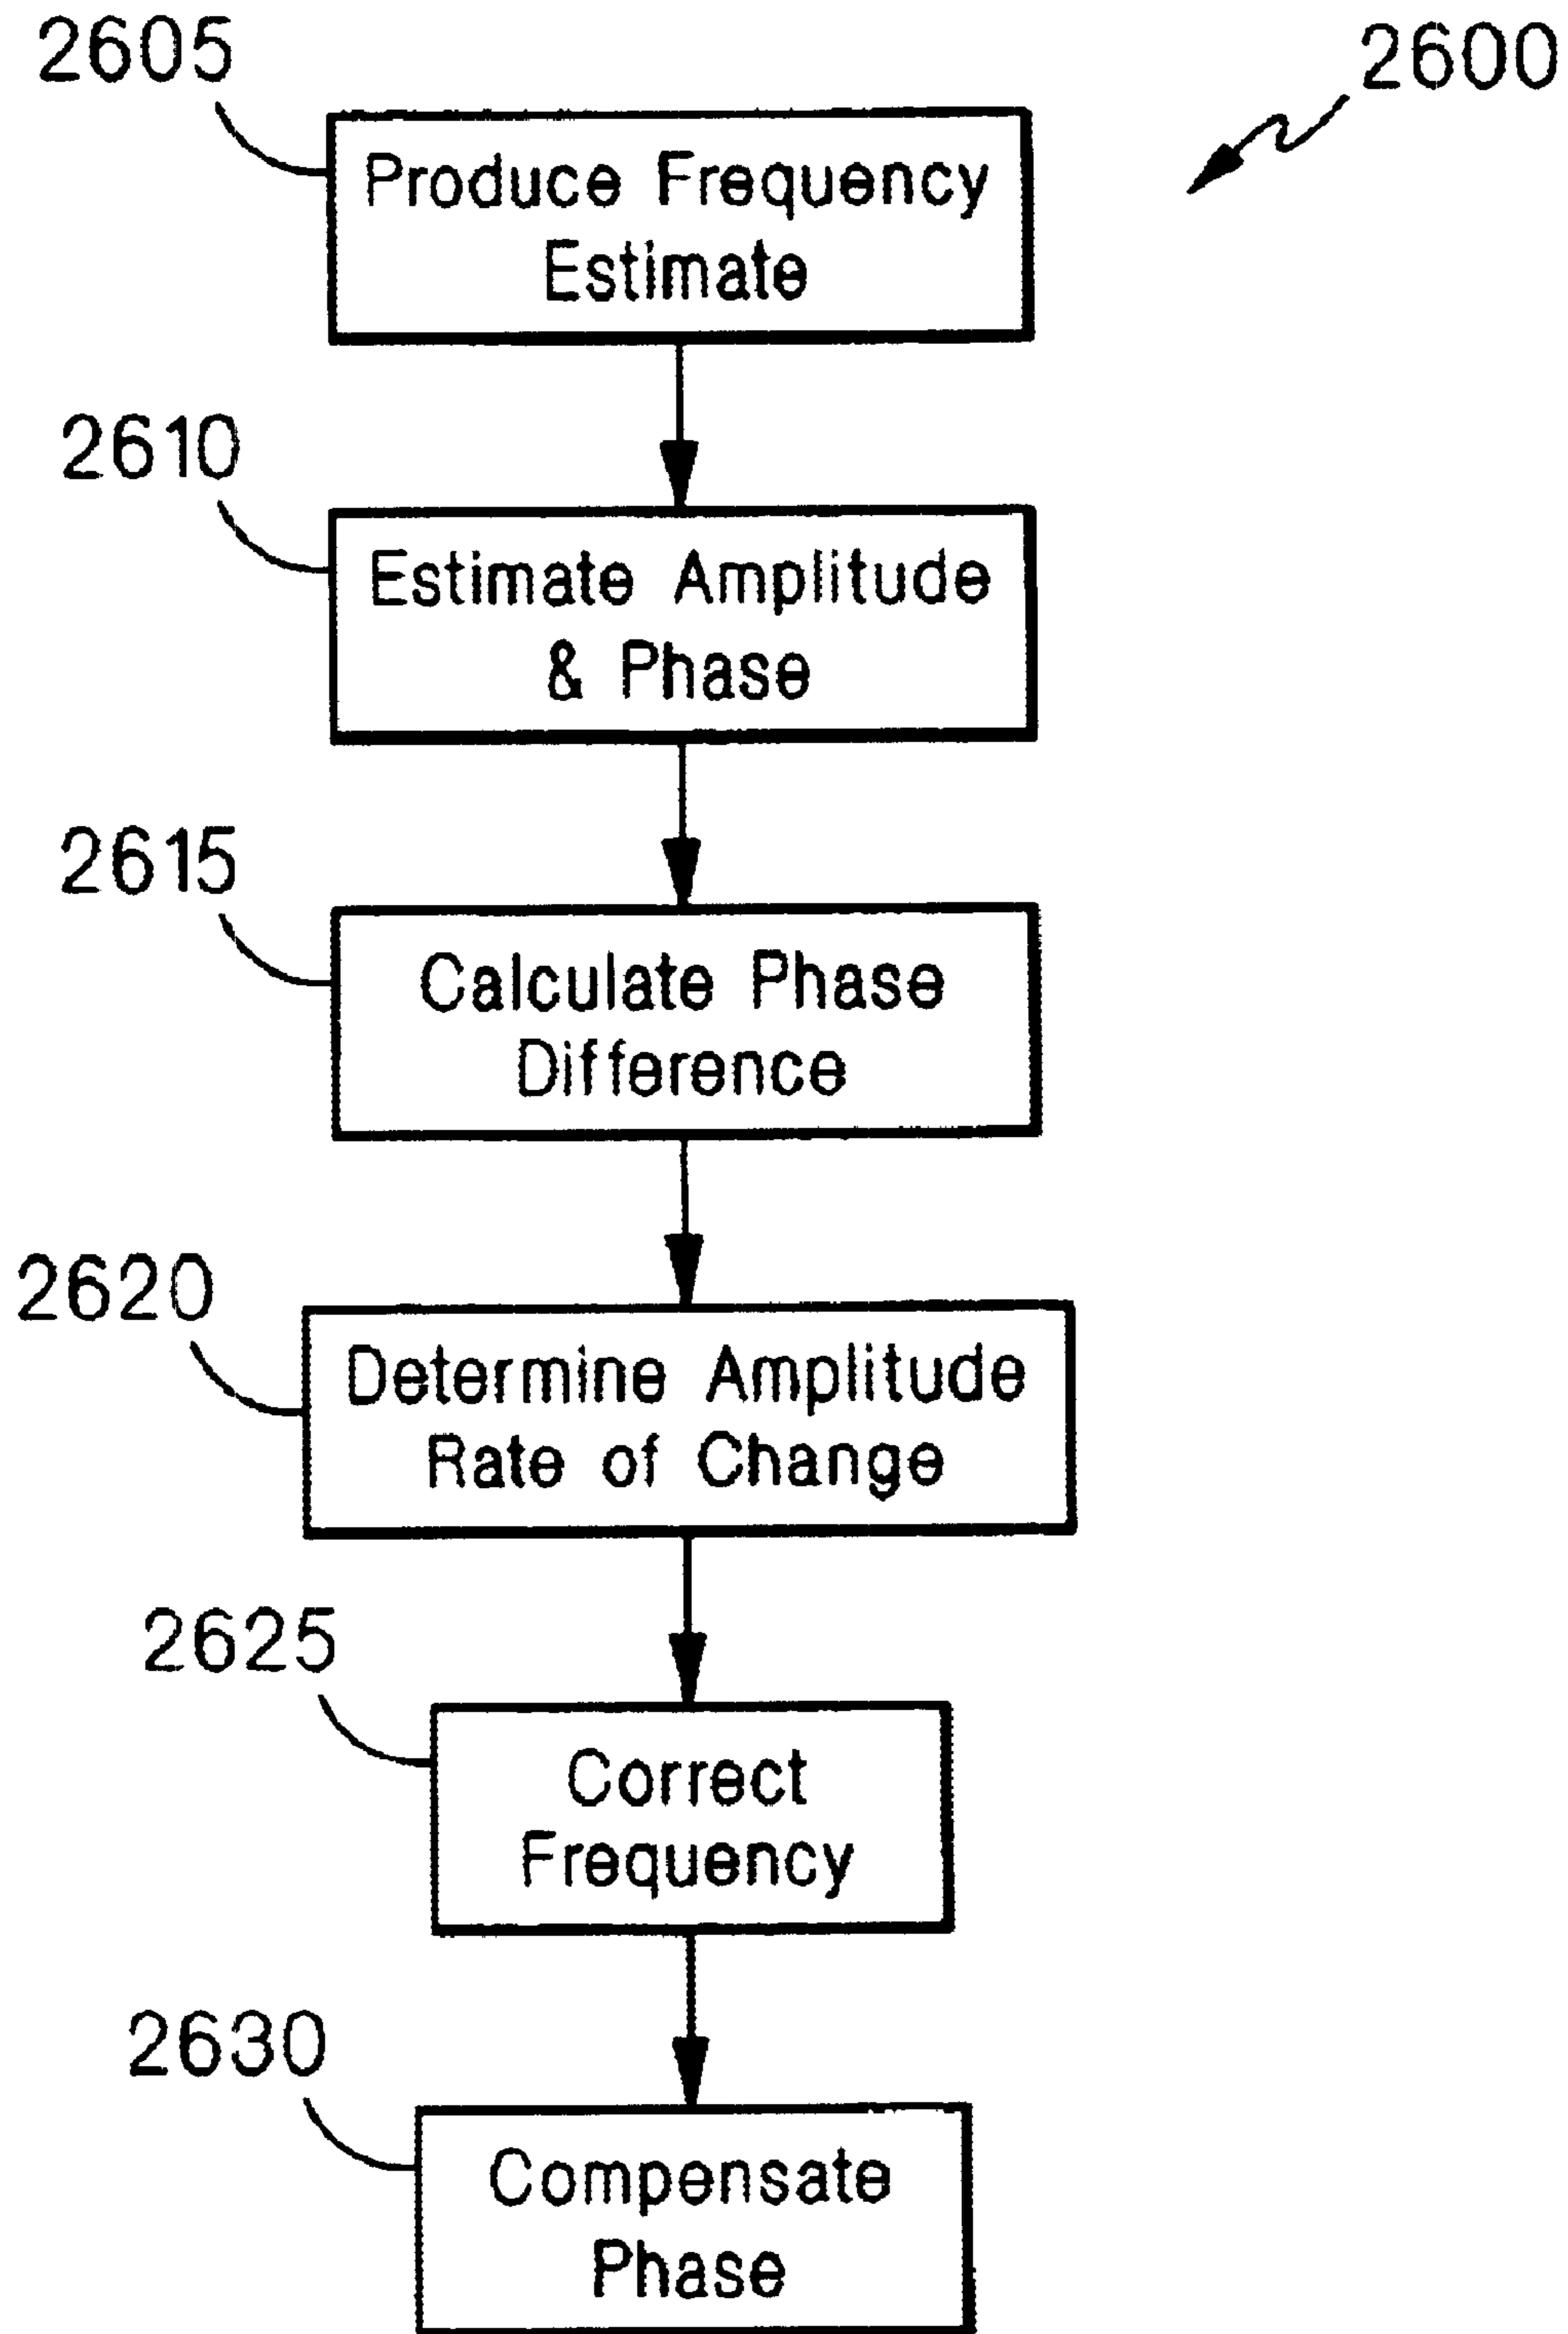 2605
2600
Produce Frequency
Estimate
2610
Estimate Amplitude
& Phase
2615
Calculate Phase
Difference
2620
Determine Amplitude
Rate of Change
2625
Correct
Frequency
2630
Compensate
Phase